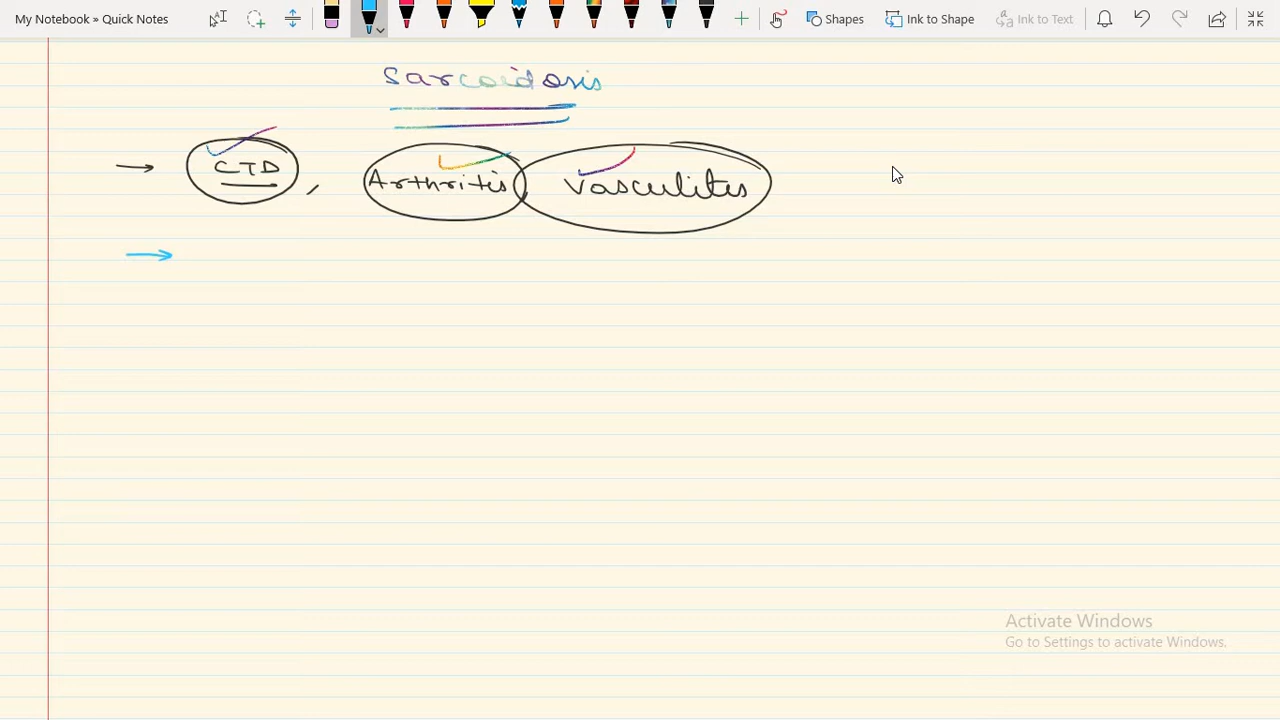 My Notebook » Quick Notes
Shapes
Ink to Shape
Ink to Text
Sarcoidosis
→ CTD, Arthritis Vasculites
→
Activate Windows
Go to Settings to activate Windows.